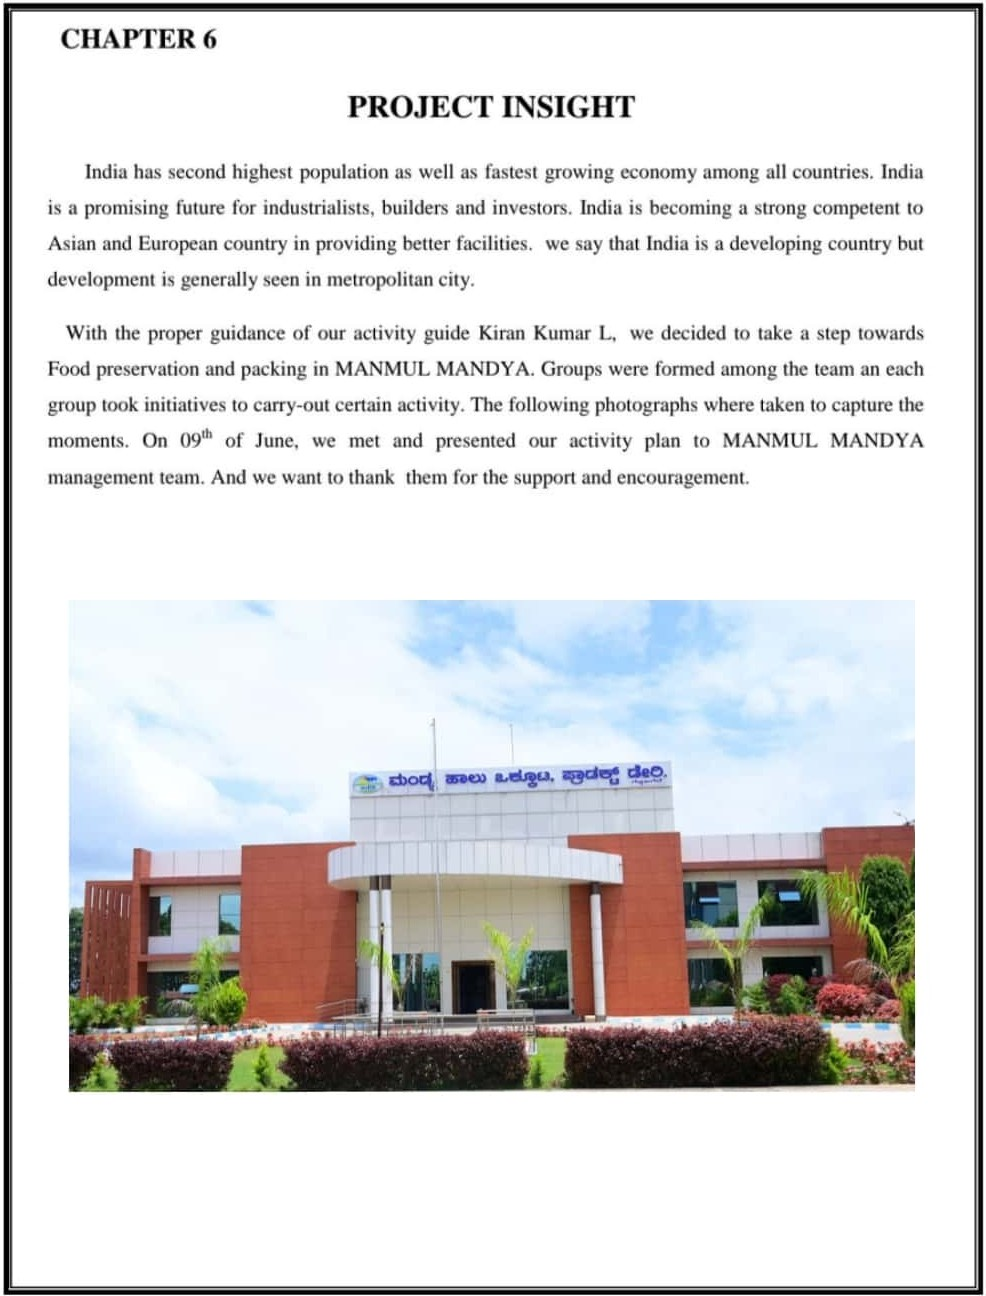 CHAPTER 6
PROJECT INSIGHT
India has second highest population as well as fastest growing economy among all countries. India
is a promising future for industrialists, builders and investors. India is becoming a strong competent to
Asian and European country in providing better facilities.  we say that India is a developing country but
development is generally seen in metropolitan city.
With the proper guidance of our activity guide Kiran Kumar L,  we decided to take a step towards
Food preservation and packing in MANMUL MANDYA. Groups were formed among the team an each
group took initiatives to carry-out certain activity. The following photographs where taken to capture the
moments. On 09th of June, we met and presented our activity plan to MANMUL MANDYA
management team. And we want to thank  them for the support and encouragement.
ಮಂಡ್ಯ ಹಾಲು ಒಕ್ಕೂಟ, ಪ್ರಾಡಕ್ಟ್ ಡೇರಿ.